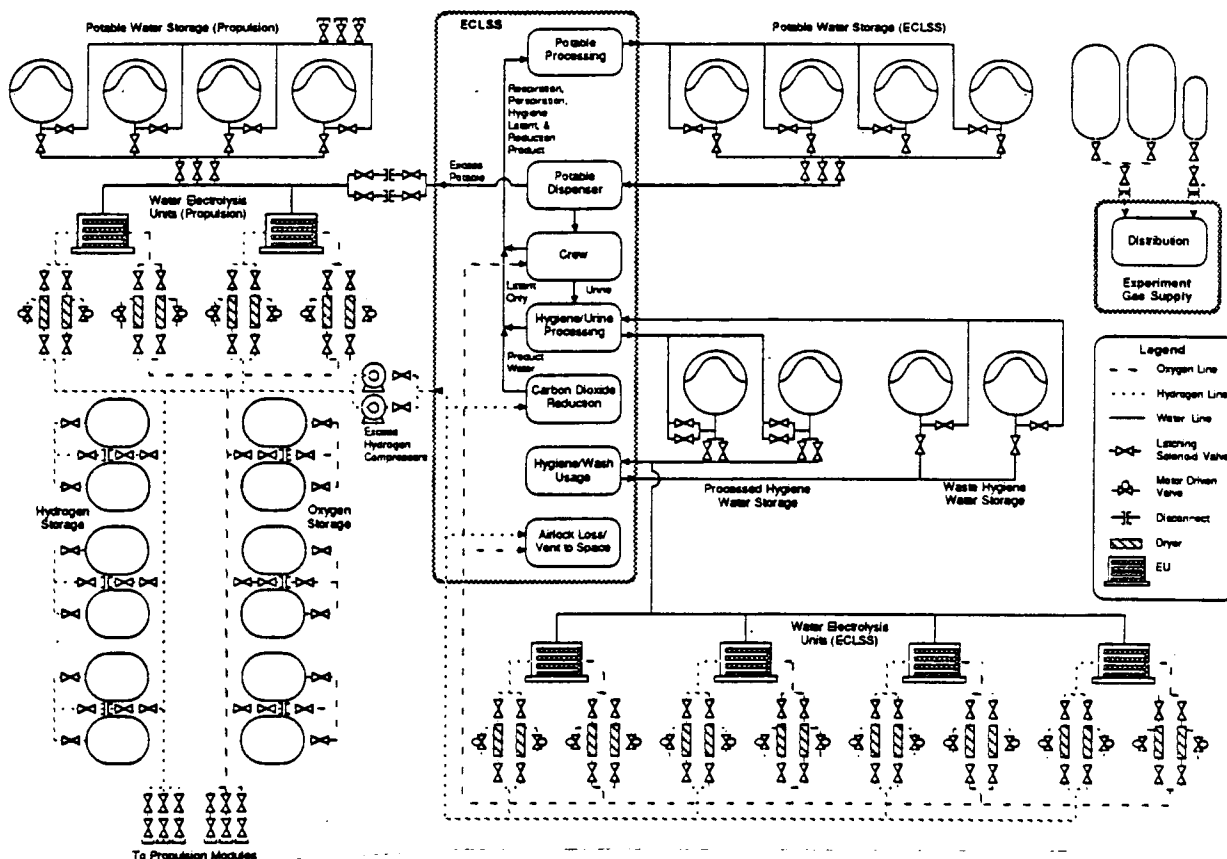 Potable Water Storage (Propulsion)
ECLSS
Potable Water Storage (ECLSS)
Potable
Processing
Respiration,
Perspiration,
Hygiene
Latent, &
Reduction
Product
Excess
Potable
Potable
Dispenser
Water Electrolysis
Units (Propulsion)
Crew
Urine
Latent
Only
Hygiene/Urine
Processing
Product
Water
Carbon Dioxide
Reduction
Excess
Hydrogen
Compressors
Hygiene/Wash
Usage
Processed Hygiene
Water Storage
Waste Hygiene
Water Storage
Airlock Loss/
Vent to Space
Hydrogen
Storage
Oxygen
Storage
Distribution
Experiment
Gas Supply
Legend
Oxygen Line
Hydrogen Line
Water Line
Latching
Solenoid Valve
Motor Driven
Valve
Disconnect
Dryer
EU
Water Electrolysis
Units (ECLSS)
To Propulsion Modules